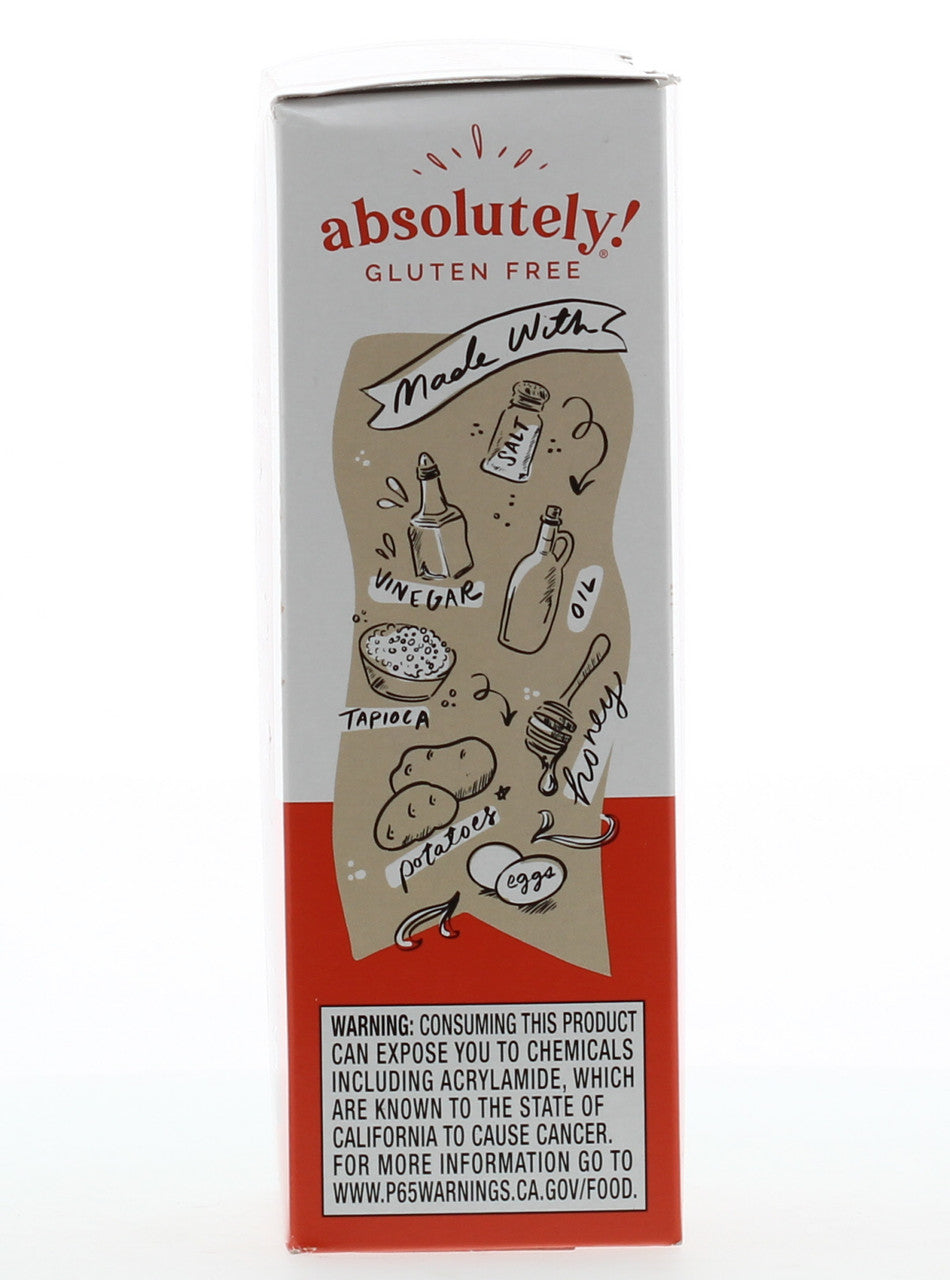 absolutely!®
GLUTEN FREE
Made With
SALT
VINEGAR
OIL
TAPIOCA
honey
potatoes
eggs
WARNING: CONSUMING THIS PRODUCT
CAN EXPOSE YOU TO CHEMICALS
INCLUDING ACRYLAMIDE, WHICH
ARE KNOWN TO THE STATE OF
CALIFORNIA TO CAUSE CANCER.
FOR MORE INFORMATION GO TO
WWW.P65WARNINGS.CA.GOV/FOOD.